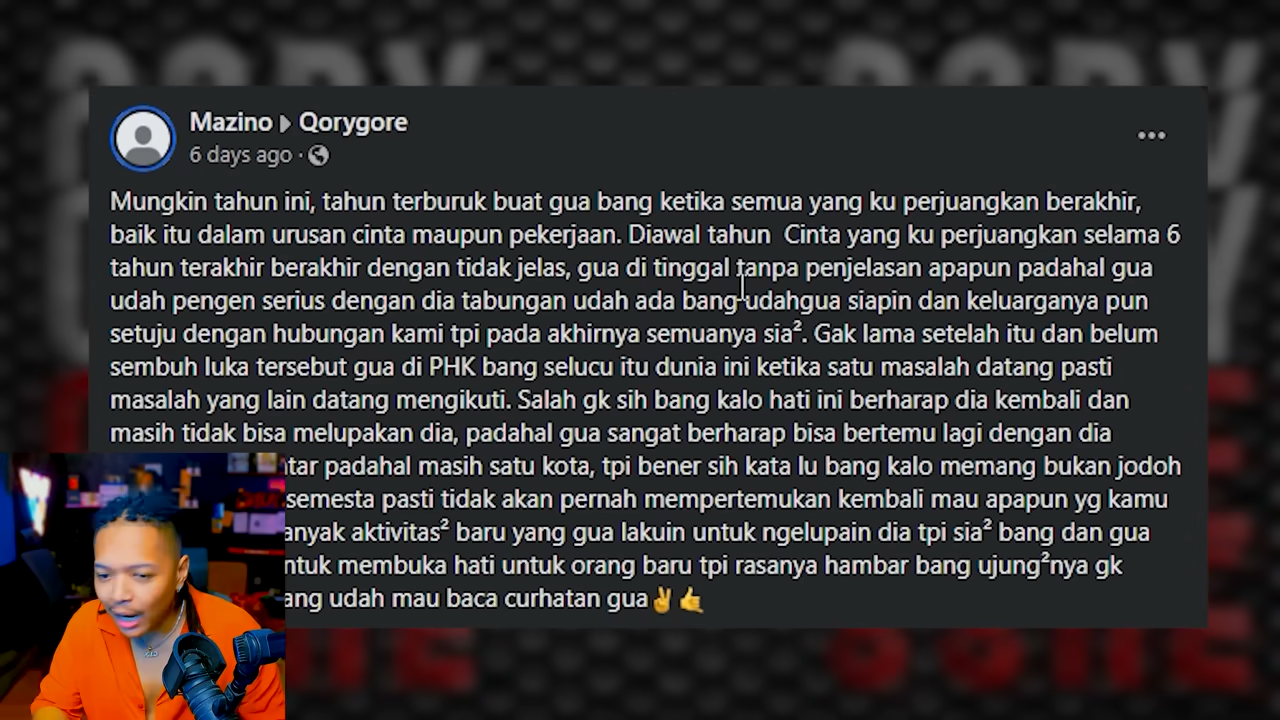 Mazino Qorygore
6 days ago ·
Mungkin tahun ini, tahun terburuk buat gua bang ketika semua yang ku perjuangkan berakhir,
baik itu dalam urusan cinta maupun pekerjaan. Diawal tahun Cinta yang ku perjuangkan selama 6
tahun terakhir berakhir dengan tidak jelas, gua di tinggal tanpa penjelasan apapun padahal gua
udah pengen serius dengan dia tabungan udah ada bang udahgua siapin dan keluarganya pun
setuju dengan hubungan kami tpi pada akhirnya semuanya sia². Gak lama setelah itu dan belum
sembuh luka tersebut gua di PHK bang selucu itu dunia ini ketika satu masalah datang pasti
masalah yang lain datang mengikuti. Salah gk sih bang kalo hati ini berharap dia kembali dan
masih tidak bisa melupakan dia, padahal gua sangat berharap bisa bertemu lagi dengan dia
tar padahal masih satu kota, tpi bener sih kata lu bang kalo memang bukan jodoh
semesta pasti tidak akan pernah mempertemukan kembali mau apapun yg kamu
anyak aktivitas² baru yang gua lakuin untuk ngelupain dia tpi sia² bang dan gua
ntuk membuka hati untuk orang baru tpi rasanya hambar bang ujung²nya gk
ang udah mau baca curhatan gua✌️🤙